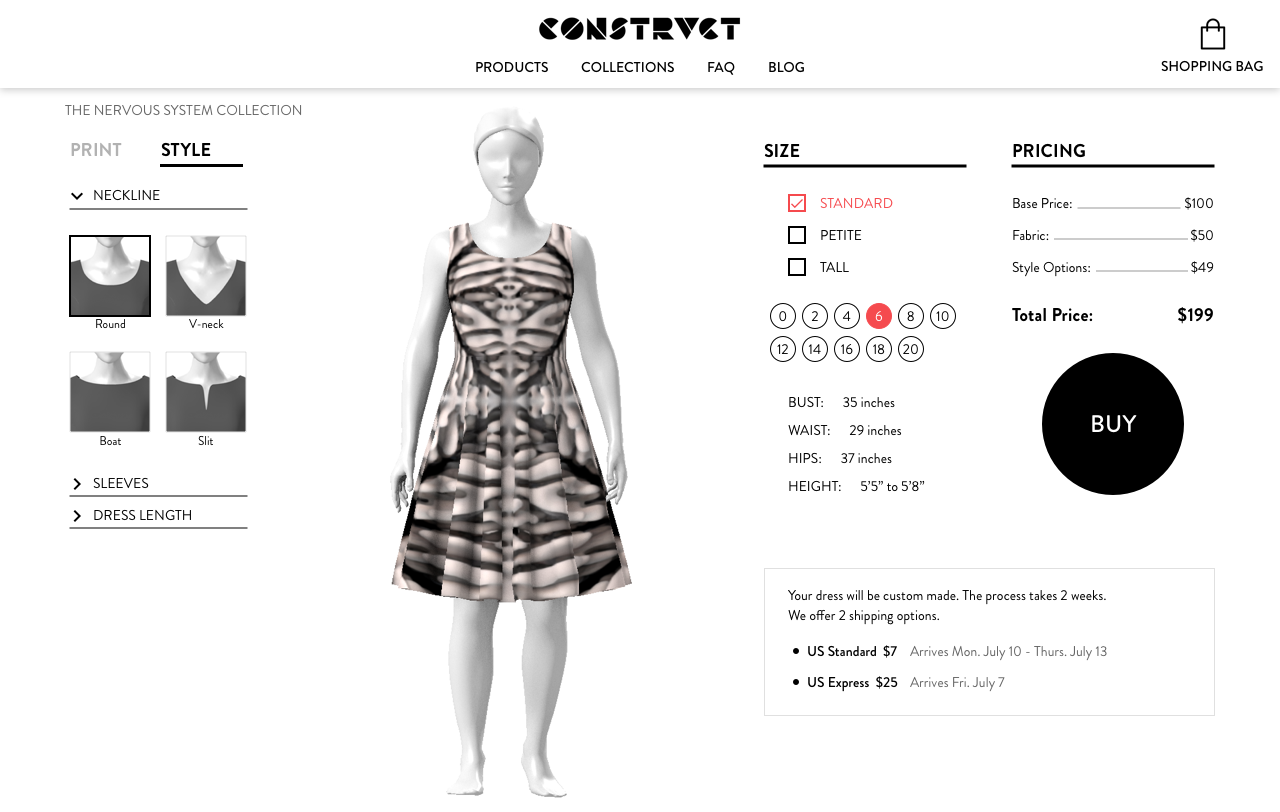 CONSTRVCT
PRODUCTS COLLECTIONS FAQ BLOG
SHOPPING BAG
THE NERVOUS SYSTEM COLLECTION
PRINT STYLE
NECKLINE
Round V-neck
Boat Slit
SLEEVES
DRESS LENGTH
SIZE
STANDARD
PETITE
TALL
0 2 4 6 8 10
12 14 16 18 20
BUST: 35 inches
WAIST: 29 inches
HIPS: 37 inches
HEIGHT: 5’5” to 5’8”
PRICING
Base Price: $100
Fabric: $50
Style Options: $49
Total Price: $199
BUY
Your dress will be custom made. The process takes 2 weeks.
We offer 2 shipping options.
• US Standard $7 Arrives Mon. July 10 - Thurs. July 13
• US Express $25 Arrives Fri. July 7